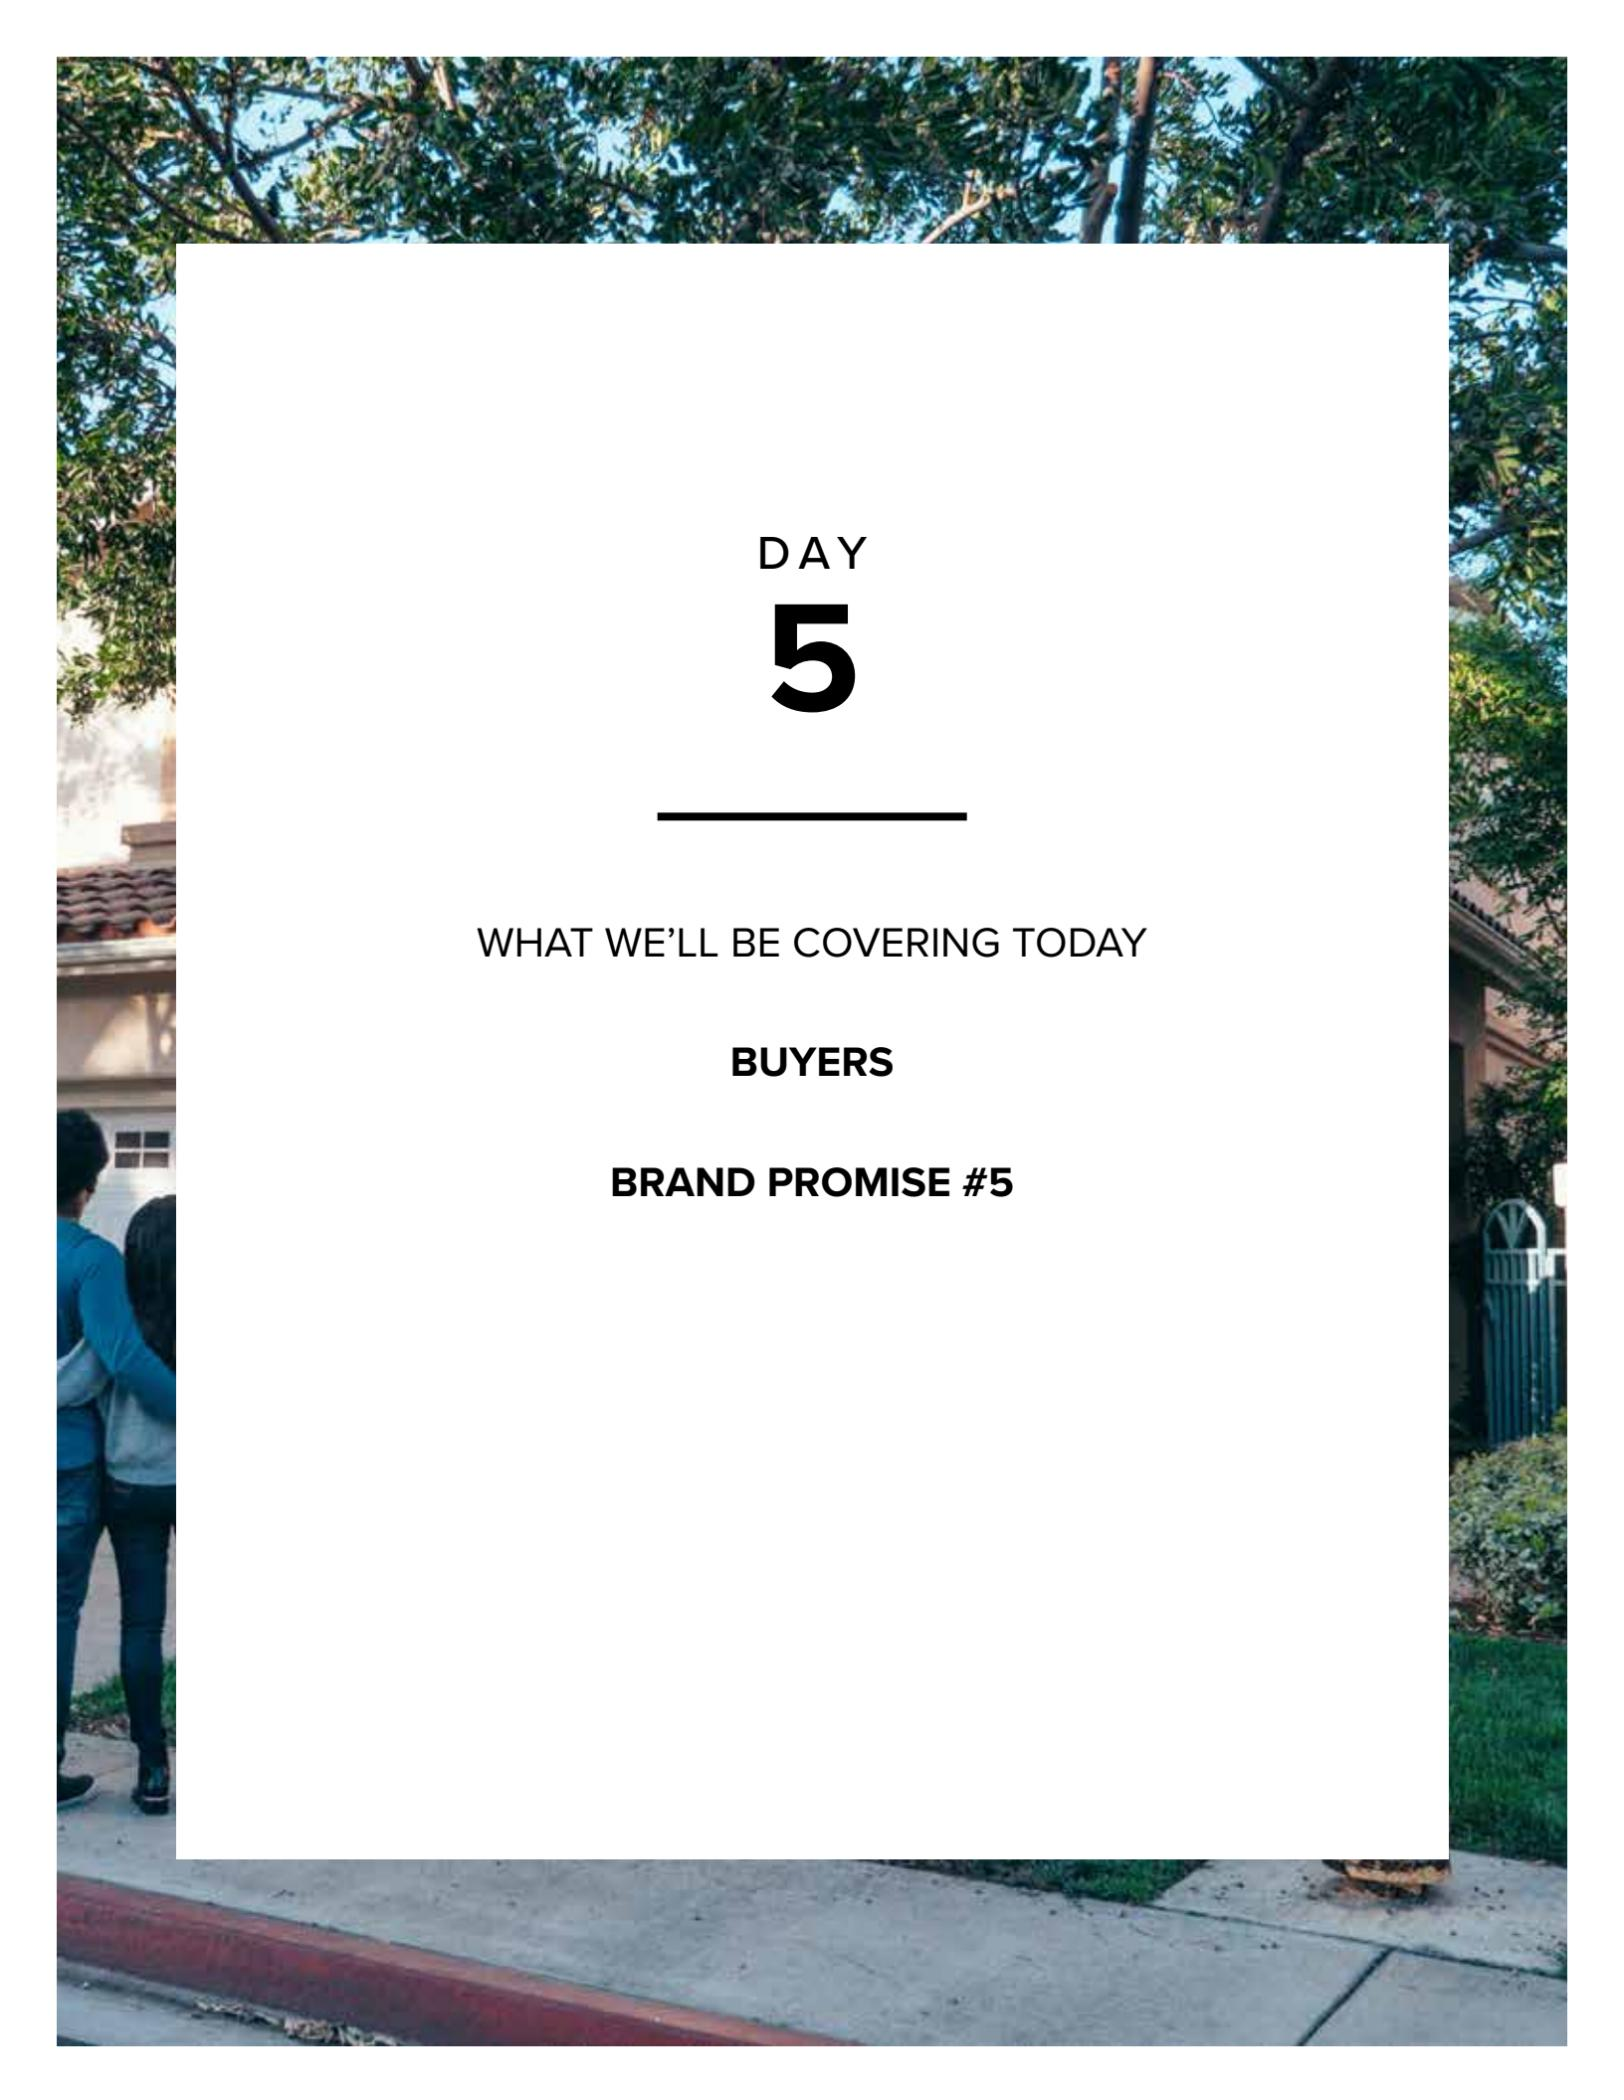 DAY
5
WHAT WE’LL BE COVERING TODAY
BUYERS
BRAND PROMISE #5